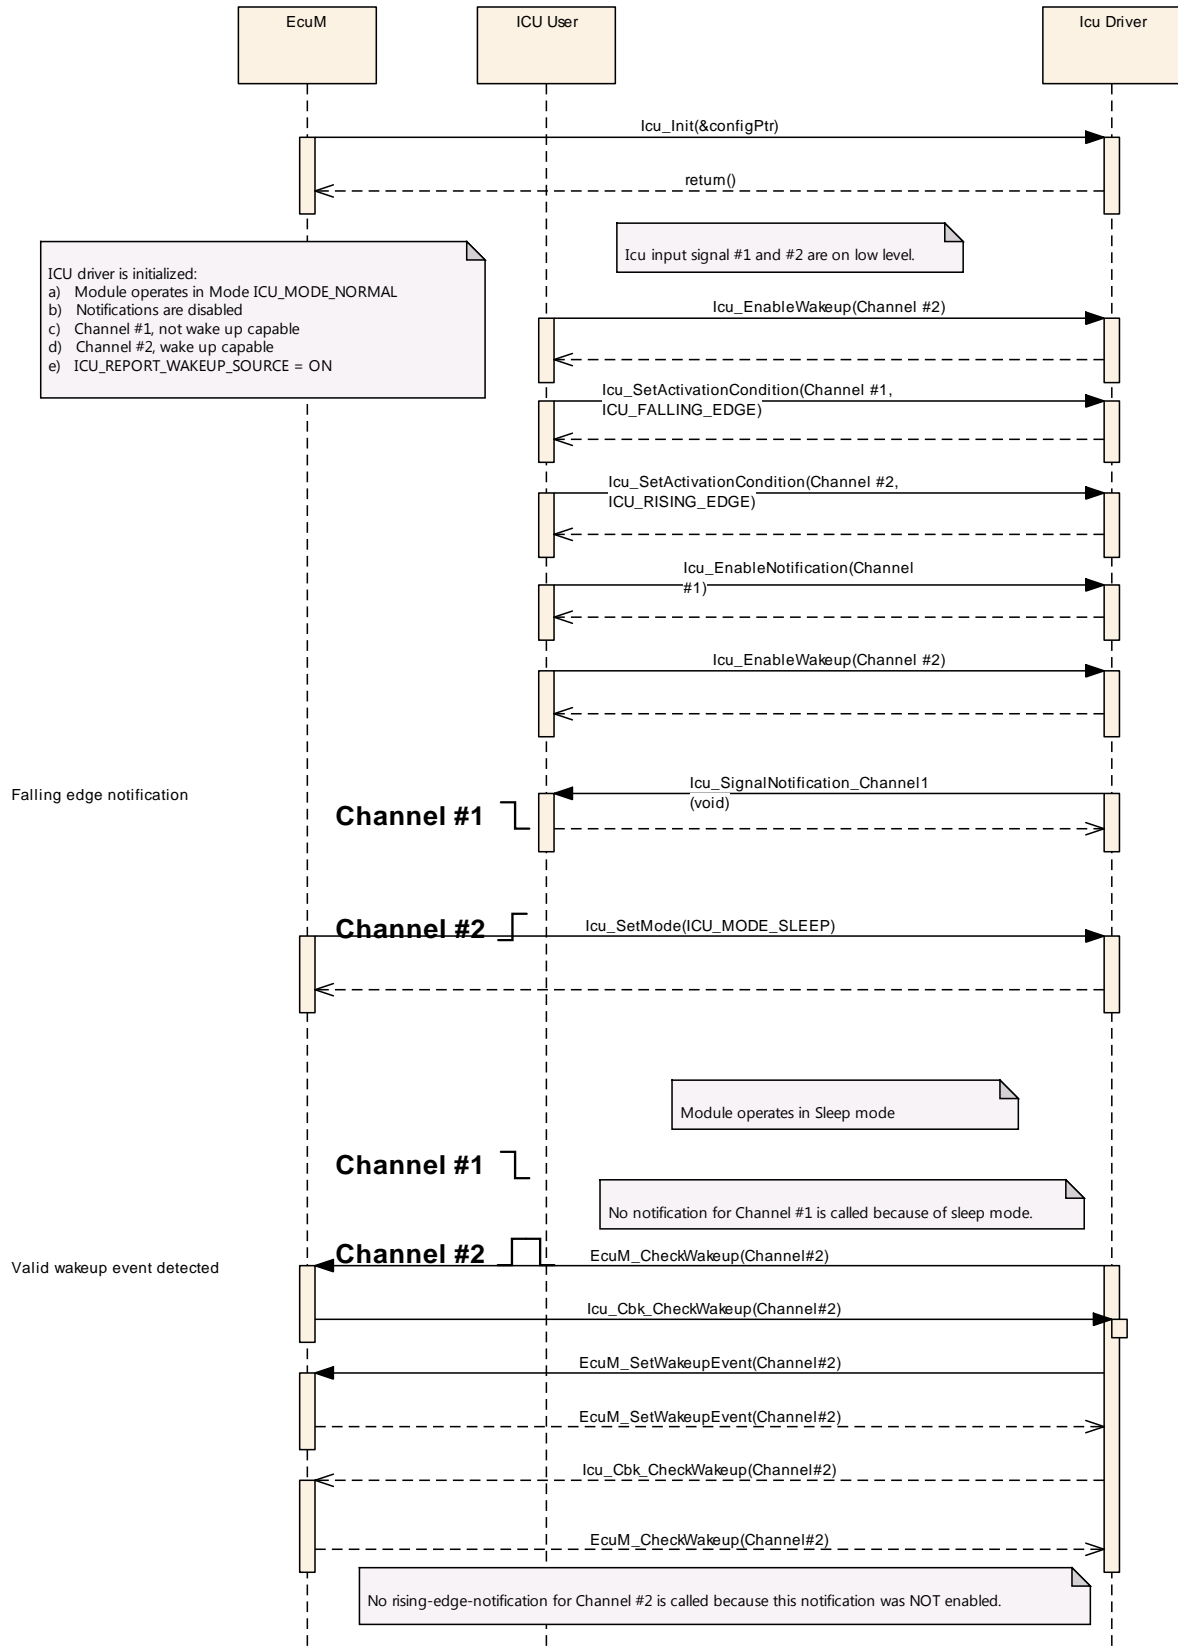 EcuM
ICU User
Icu Driver
Icu_Init(&configPtr)
return()
Icu input signal #1 and #2 are on low level.
ICU driver is initialized:
a) Module operates in Mode ICU_MODE_NORMAL
b) Notifications are disabled
c) Channel #1, not wake up capable
d) Channel #2, wake up capable
e) ICU_REPORT_WAKEUP_SOURCE = ON
Icu_EnableWakeup(Channel #2)
Icu_SetActivationCondition(Channel #1,
ICU_FALLING_EDGE)
Icu_SetActivationCondition(Channel #2,
ICU_RISING_EDGE)
Icu_EnableNotification(Channel
#1)
Icu_EnableWakeup(Channel #2)
Icu_SignalNotification_Channel1
(void)
Falling edge notification
Channel #1
Channel #2
Icu_SetMode(ICU_MODE_SLEEP)
Module operates in Sleep mode
Channel #1
No notification for Channel #1 is called because of sleep mode.
Channel #2
EcuM_CheckWakeup(Channel#2)
Valid wakeup event detected
Icu_Cbk_CheckWakeup(Channel#2)
EcuM_SetWakeupEvent(Channel#2)
EcuM_SetWakeupEvent(Channel#2)
Icu_Cbk_CheckWakeup(Channel#2)
EcuM_CheckWakeup(Channel#2)
No rising-edge-notification for Channel #2 is called because this notification was NOT enabled.